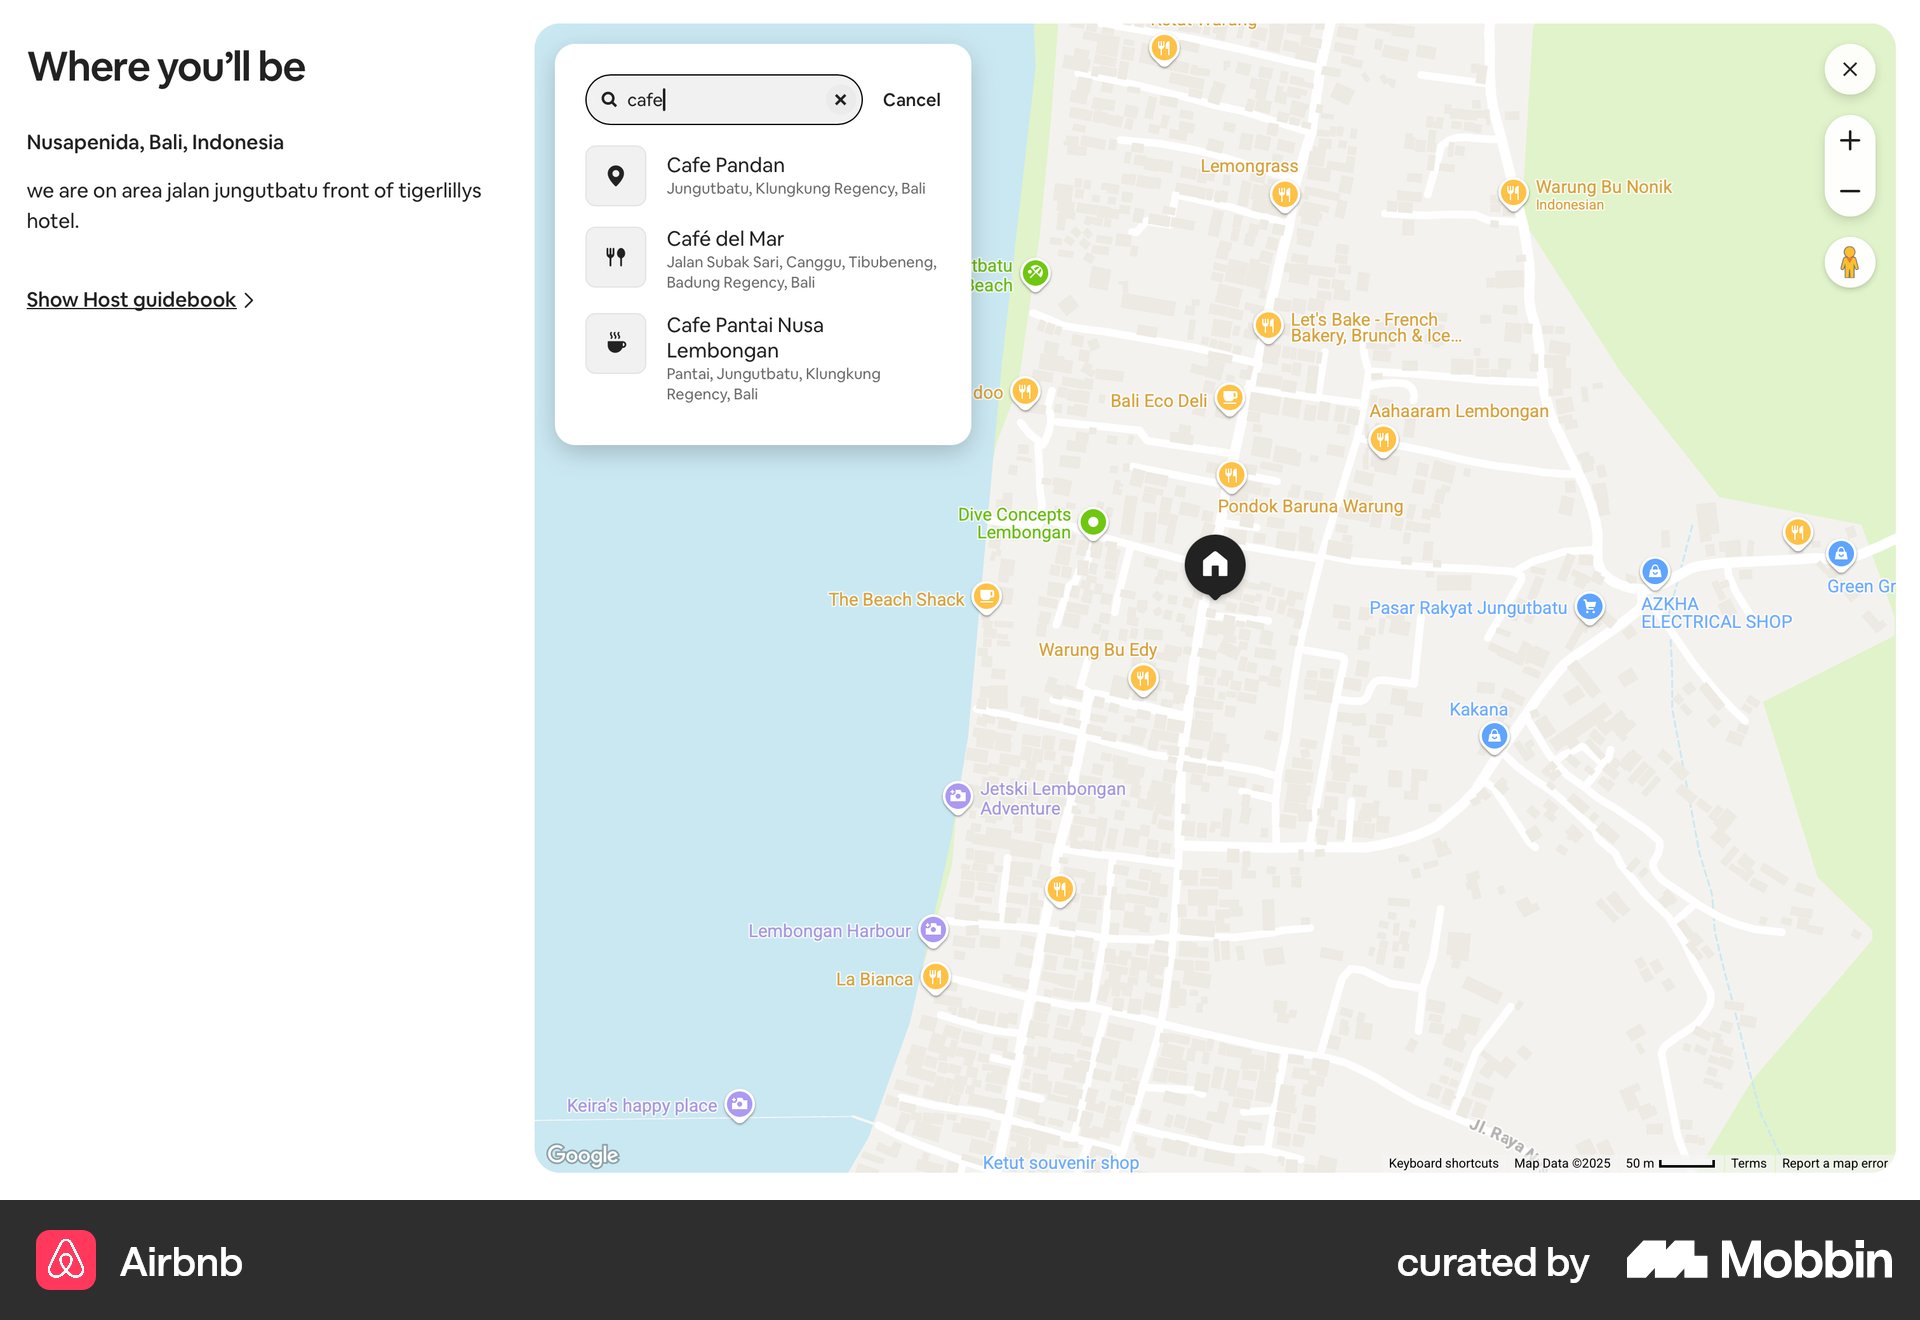 Where you’ll be
Nusapenida, Bali, Indonesia
we are on area jalan jungutbatu front of tigerlillys
hotel.
Show Host guidebook
cafe
Cancel
Cafe Pandan
Jungutbatu, Klungkung Regency, Bali
Café del Mar
Jalan Subak Sari, Canggu, Tibubeneng,
Badung Regency, Bali
Cafe Pantai Nusa
Lembongan
Pantai, Jungutbatu, Klungkung
Regency, Bali
Lemongrass
Warung Bu Nonik
Indonesian
tbatu
Beach
Let's Bake - French
Bakery, Brunch & Ice...
doo
Bali Eco Deli
Aahaaram Lembongan
Pondok Baruna Warung
Dive Concepts
Lembongan
The Beach Shack
Pasar Rakyat Jungutbatu
AZKHA
ELECTRICAL SHOP
Green Gr
Warung Bu Edy
Kakana
Jetski Lembongan
Adventure
Lembongan Harbour
La Bianca
Keira's happy place
Jl. Raya
Google
Ketut souvenir shop
Keyboard shortcuts
Map Data ©2025
50 m
Terms
Report a map error
Airbnb
curated by
Mobbin